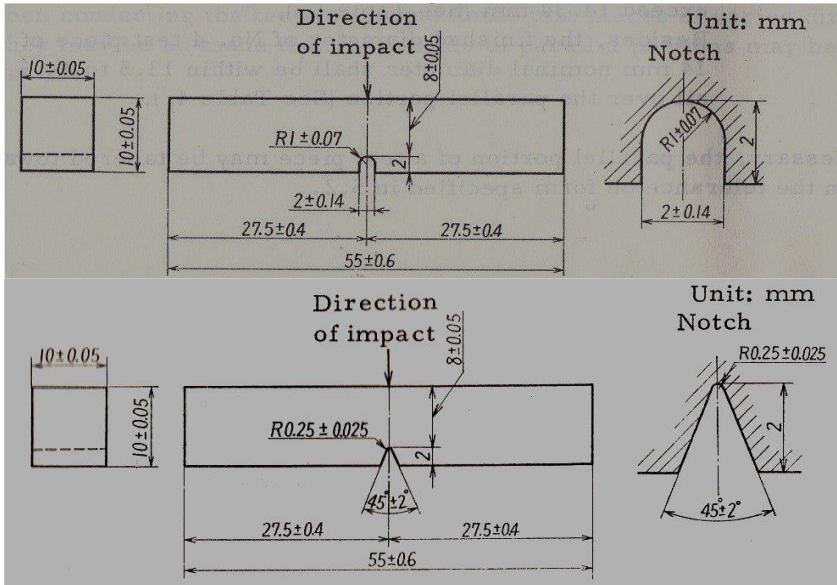 Direction
of impact
Unit: mm
Notch
10±0.05
10±0.05
8±0.05
R1±0.07
2
2±0.14
27.5±0.4
27.5±0.4
55±0.6
R1±0.07
2
2±0.14
Direction
of impact
Unit: mm
Notch
10±0.05
10±0.05
8±0.05
R0.25±0.025
2
45°±2°
27.5±0.4
27.5±0.4
55±0.6
R0.25±0.025
2
45°±2°